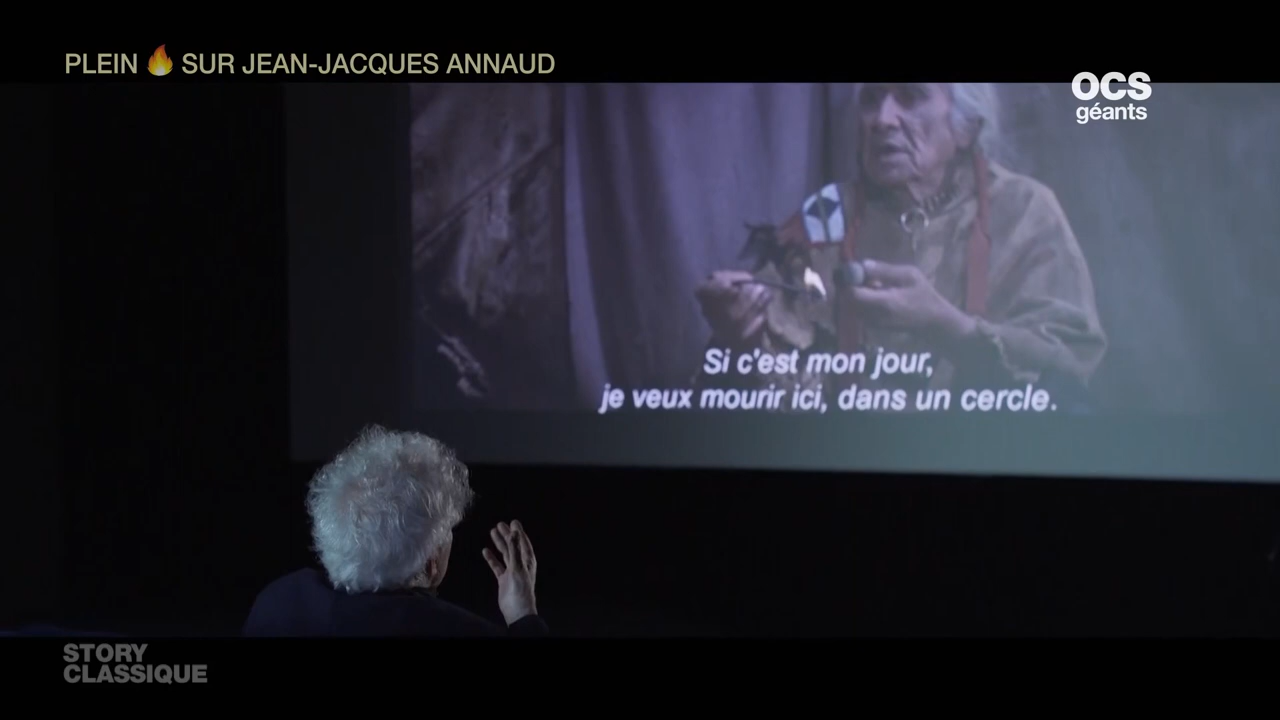 PLEIN 🔥 SUR JEAN-JACQUES ANNAUD
OCS
géants
Si c'est mon jour,
je veux mourir ici, dans un cercle.
STORY
CLASSIQUE